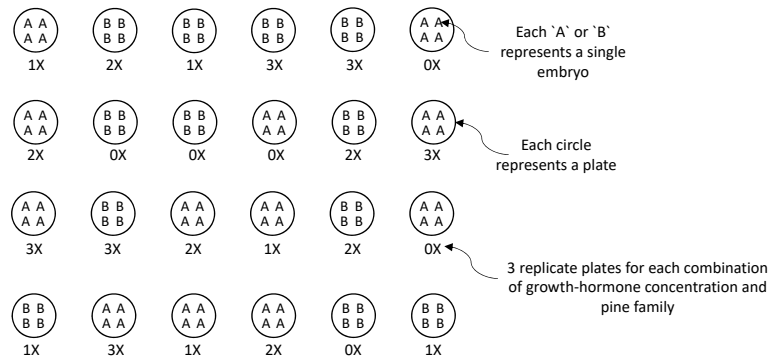 A A B B B B B B B B A A
A A B B B B B B B B A A
1X 2X 1X 3X 3X 0X
Each `A` or `B`
represents a single
embryo
A A B B B B A A B B A A
A A B B B B A A B B A A
2X 0X 0X 0X 2X 3X
Each circle
represents a plate
A A B B A A A A B B A A
A A B B A A A A B B A A
3X 3X 2X 1X 2X 0X
3 replicate plates for each combination
of growth-hormone concentration and
pine family
B B A A A A A A B B B B
B B A A A A A A B B B B
1X 3X 1X 2X 0X 1X